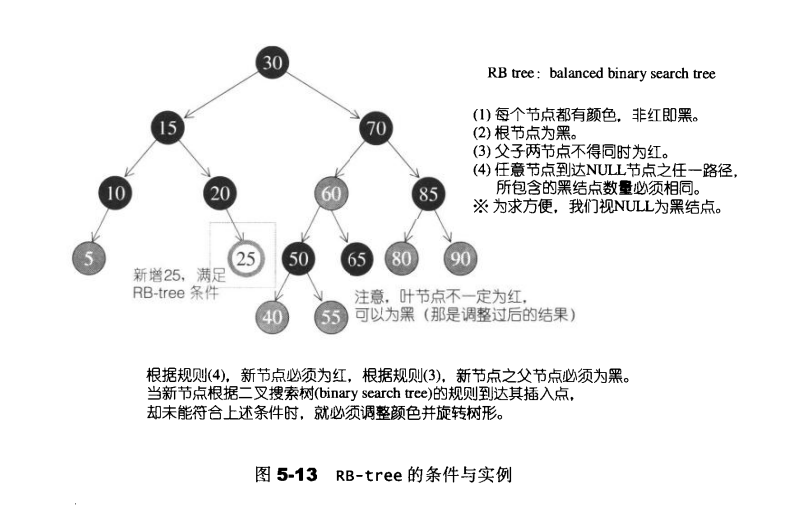 30
RB tree：balanced binary search tree
15
70
(1) 每个节点都有颜色，非红即黑。
(2) 根节点为黑。
(3) 父子两节点不得同时为红。
(4) 任意节点到达NULL节点之任一路径，
所包含的黑结点数量必须相同。
※ 为求方便，我们视NULL为黑结点。
10
20
60
85
5
25
50
65
80
90
新增25，满足
RB-tree 条件
40
55
注意，叶节点不一定为红，
可以为黑（那是调整过后的结果）
根据规则(4)，新节点必须为红，根据规则(3)，新节点之父节点必须为黑。
当新节点根据二叉搜索树(binary search tree)的规则到达其插入点，
却未能符合上述条件时，就必须调整颜色并旋转树形。
图 5-13 RB-tree 的条件与实例